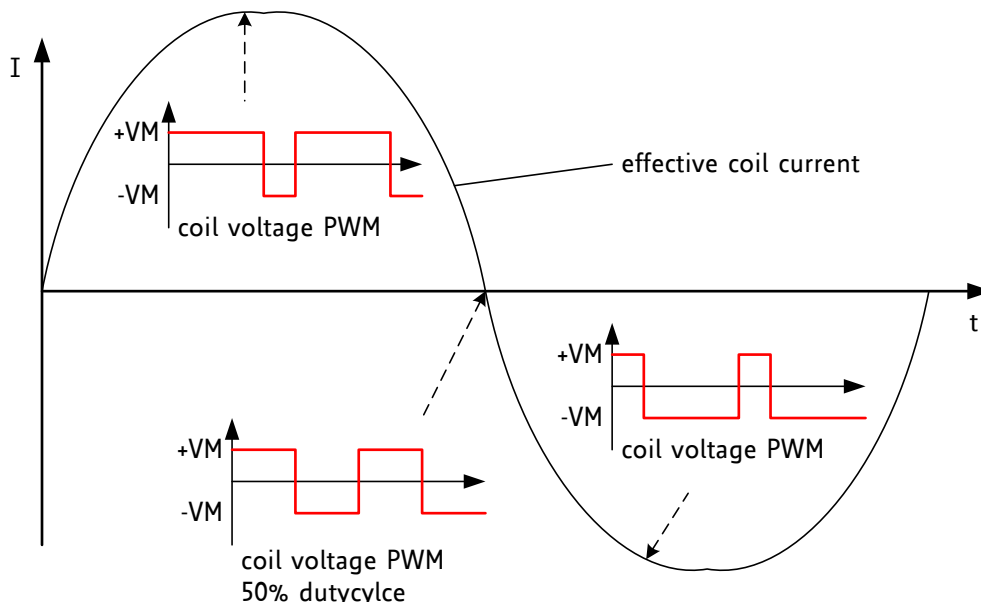 I
+VM
-VM
coil voltage PWM
effective coil current
t
+VM
-VM
coil voltage PWM
+VM
-VM
coil voltage PWM
50% dutycylce